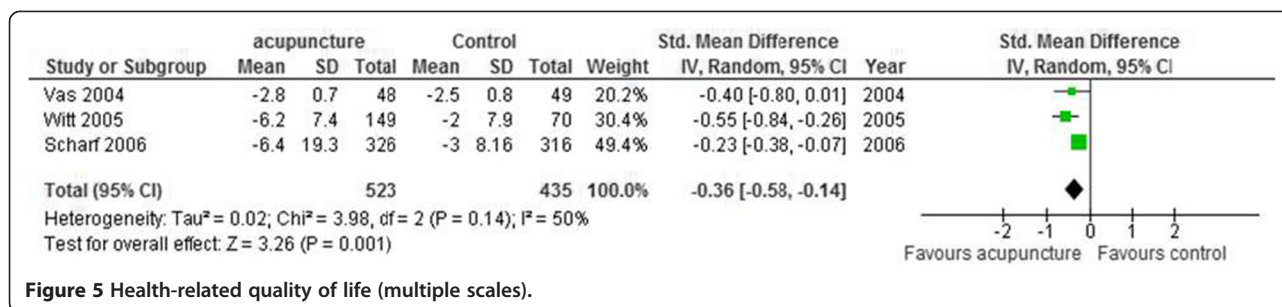 acupuncture Control Std. Mean Difference Std. Mean Difference
Study or Subgroup Mean SD Total Mean SD Total Weight IV, Random, 95% CI Year IV, Random, 95% CI
Vas 2004 -2.8 0.7 48 -2.5 0.8 49 20.2% -0.40 [-0.80, 0.01] 2004
Witt 2005 -6.2 7.4 149 -2 7.9 70 30.4% -0.55 [-0.84, -0.26] 2005
Scharf 2006 -6.4 19.3 326 -3 8.16 316 49.4% -0.23 [-0.38, -0.07] 2006
Total (95% CI) 523 435 100.0% -0.36 [-0.58, -0.14]
Heterogeneity: Tau² = 0.02; Chi² = 3.98, df = 2 (P = 0.14); I² = 50%
Test for overall effect: Z = 3.26 (P = 0.001)
-2 -1 0 1 2
Favours acupuncture Favours control
Figure 5 Health-related quality of life (multiple scales).